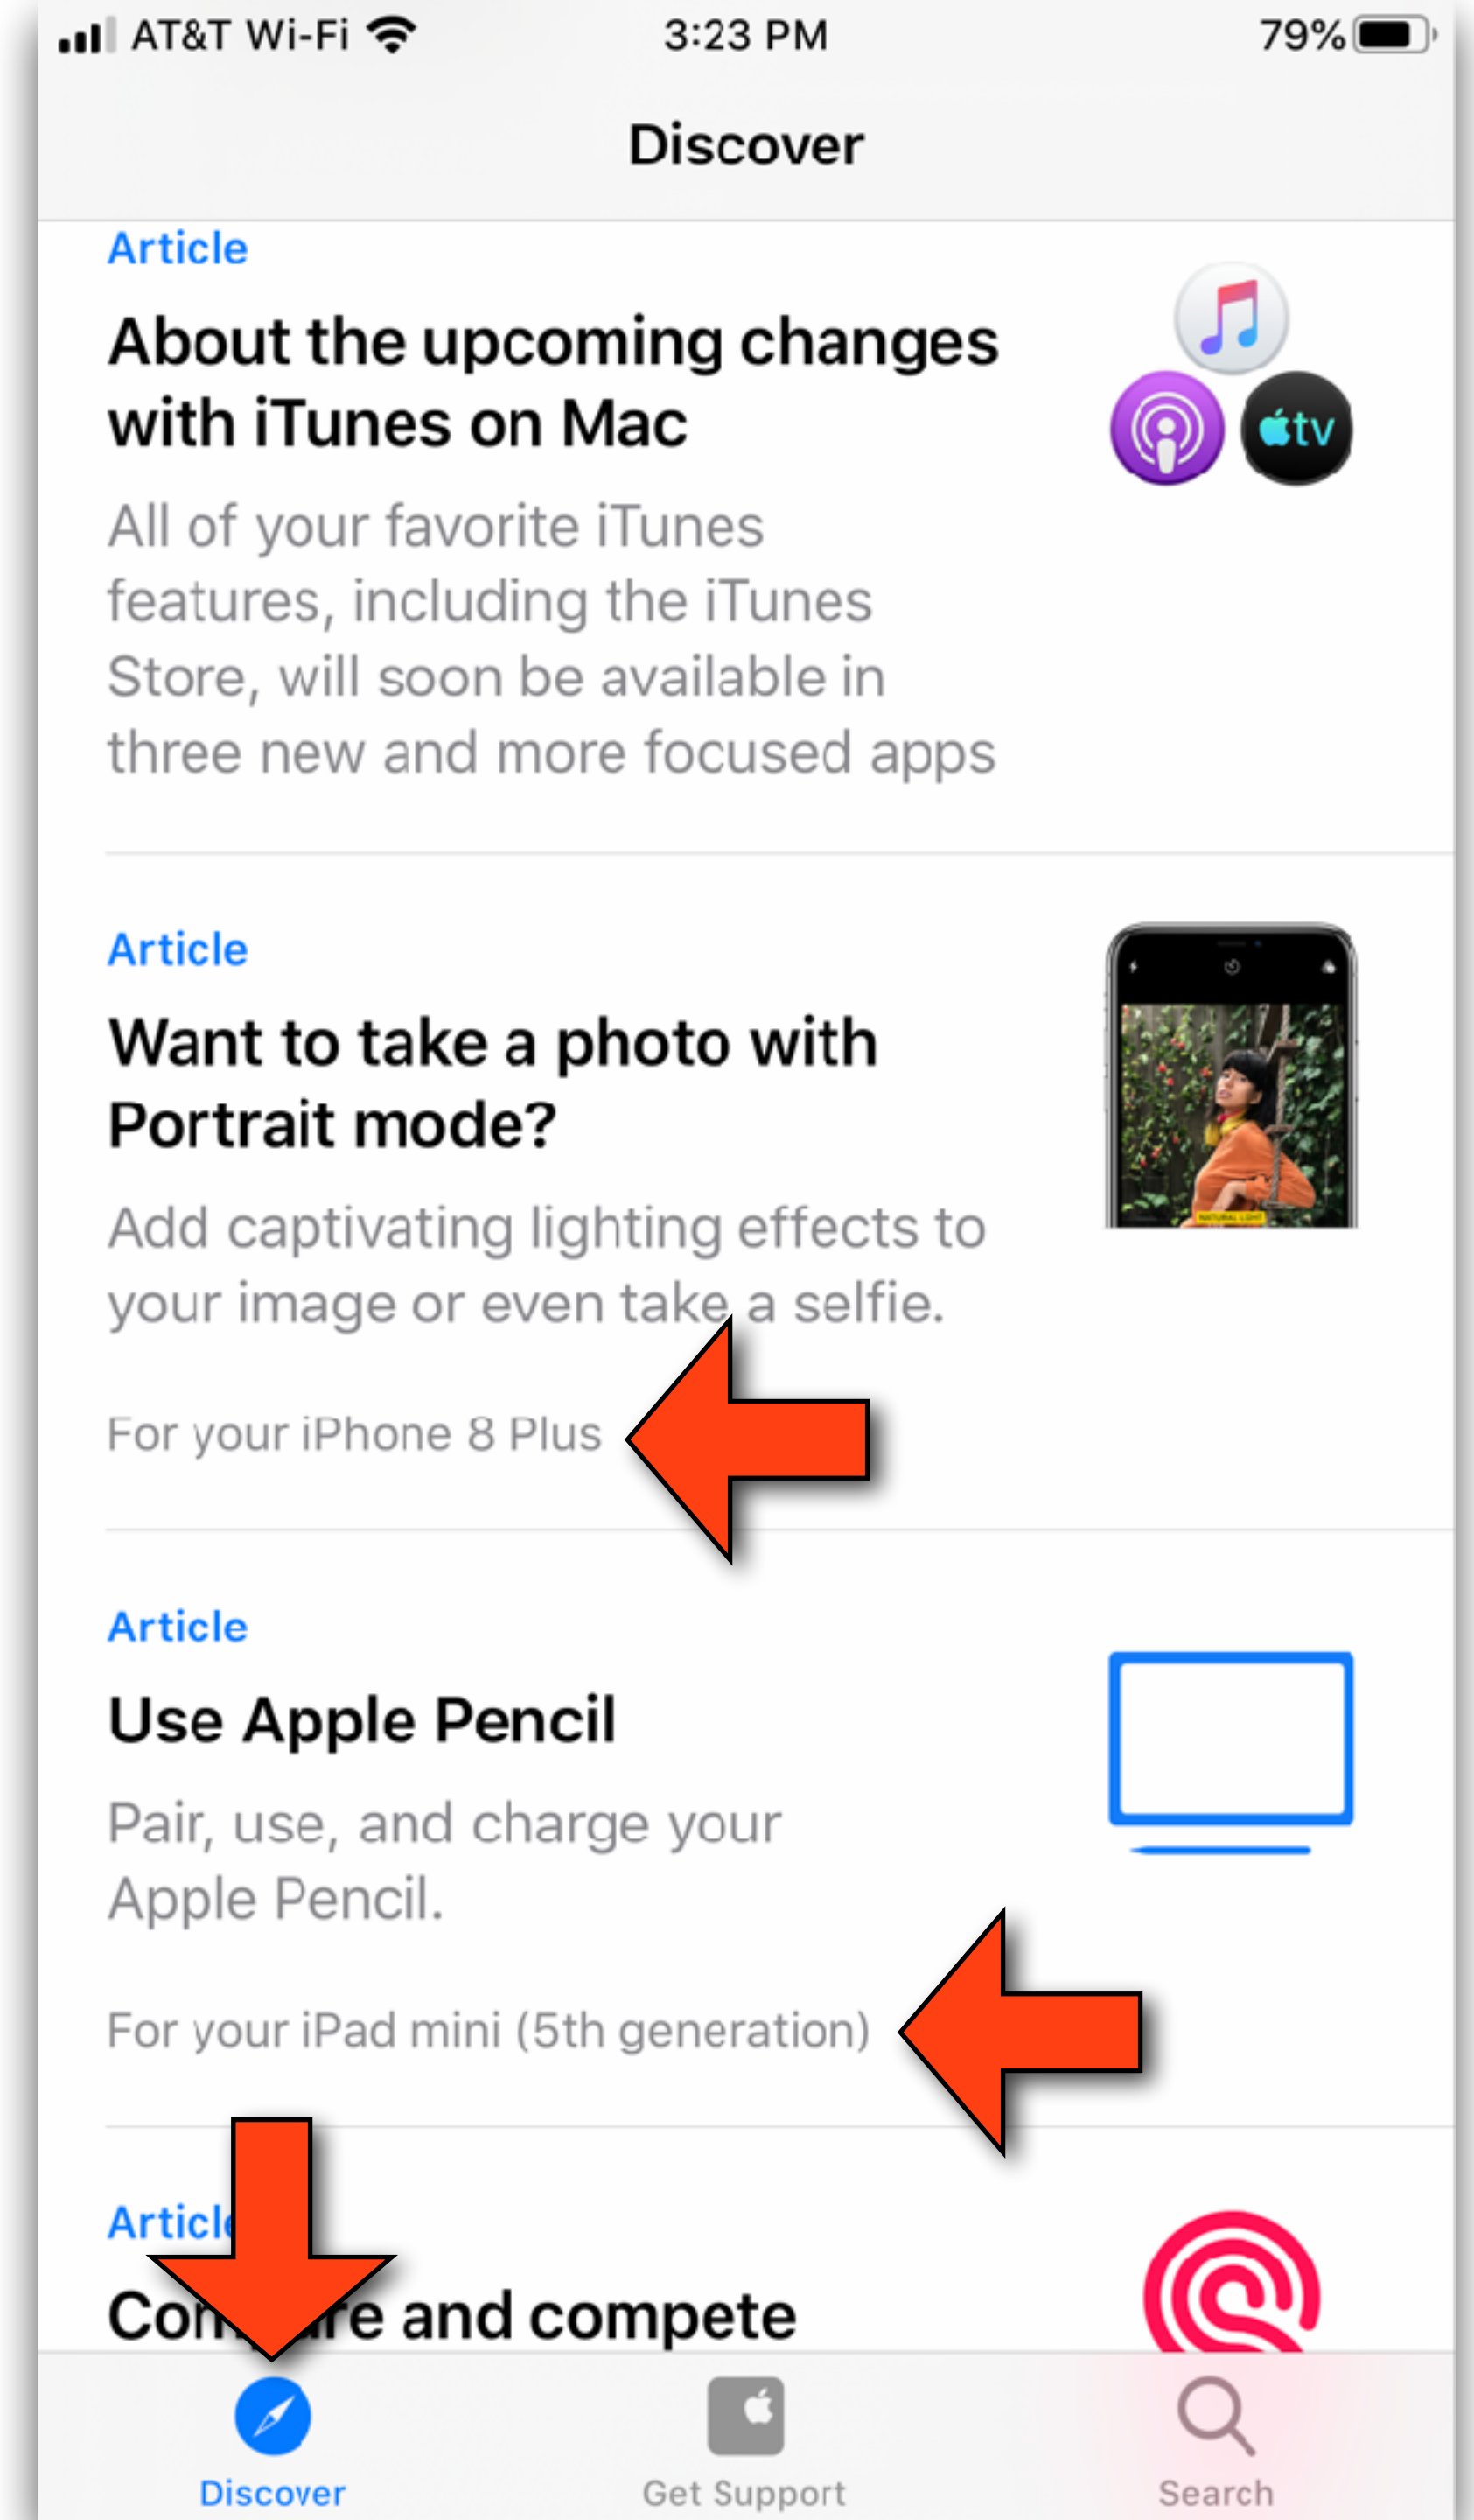 AT&T Wi-Fi 3:23 PM 79%
Discover
Article
About the upcoming changes
with iTunes on Mac
tv
All of your favorite iTunes
features, including the iTunes
Store, will soon be available in
three new and more focused apps
Article
Want to take a photo with
Portrait mode?
Add captivating lighting effects to
your image or even take a selfie.
NATURAL LIGHT
For your iPhone 8 Plus
Article
Use Apple Pencil
Pair, use, and charge your
Apple Pencil.
For your iPad mini (5th generation)
Article
and compete
Discover Get Support Search